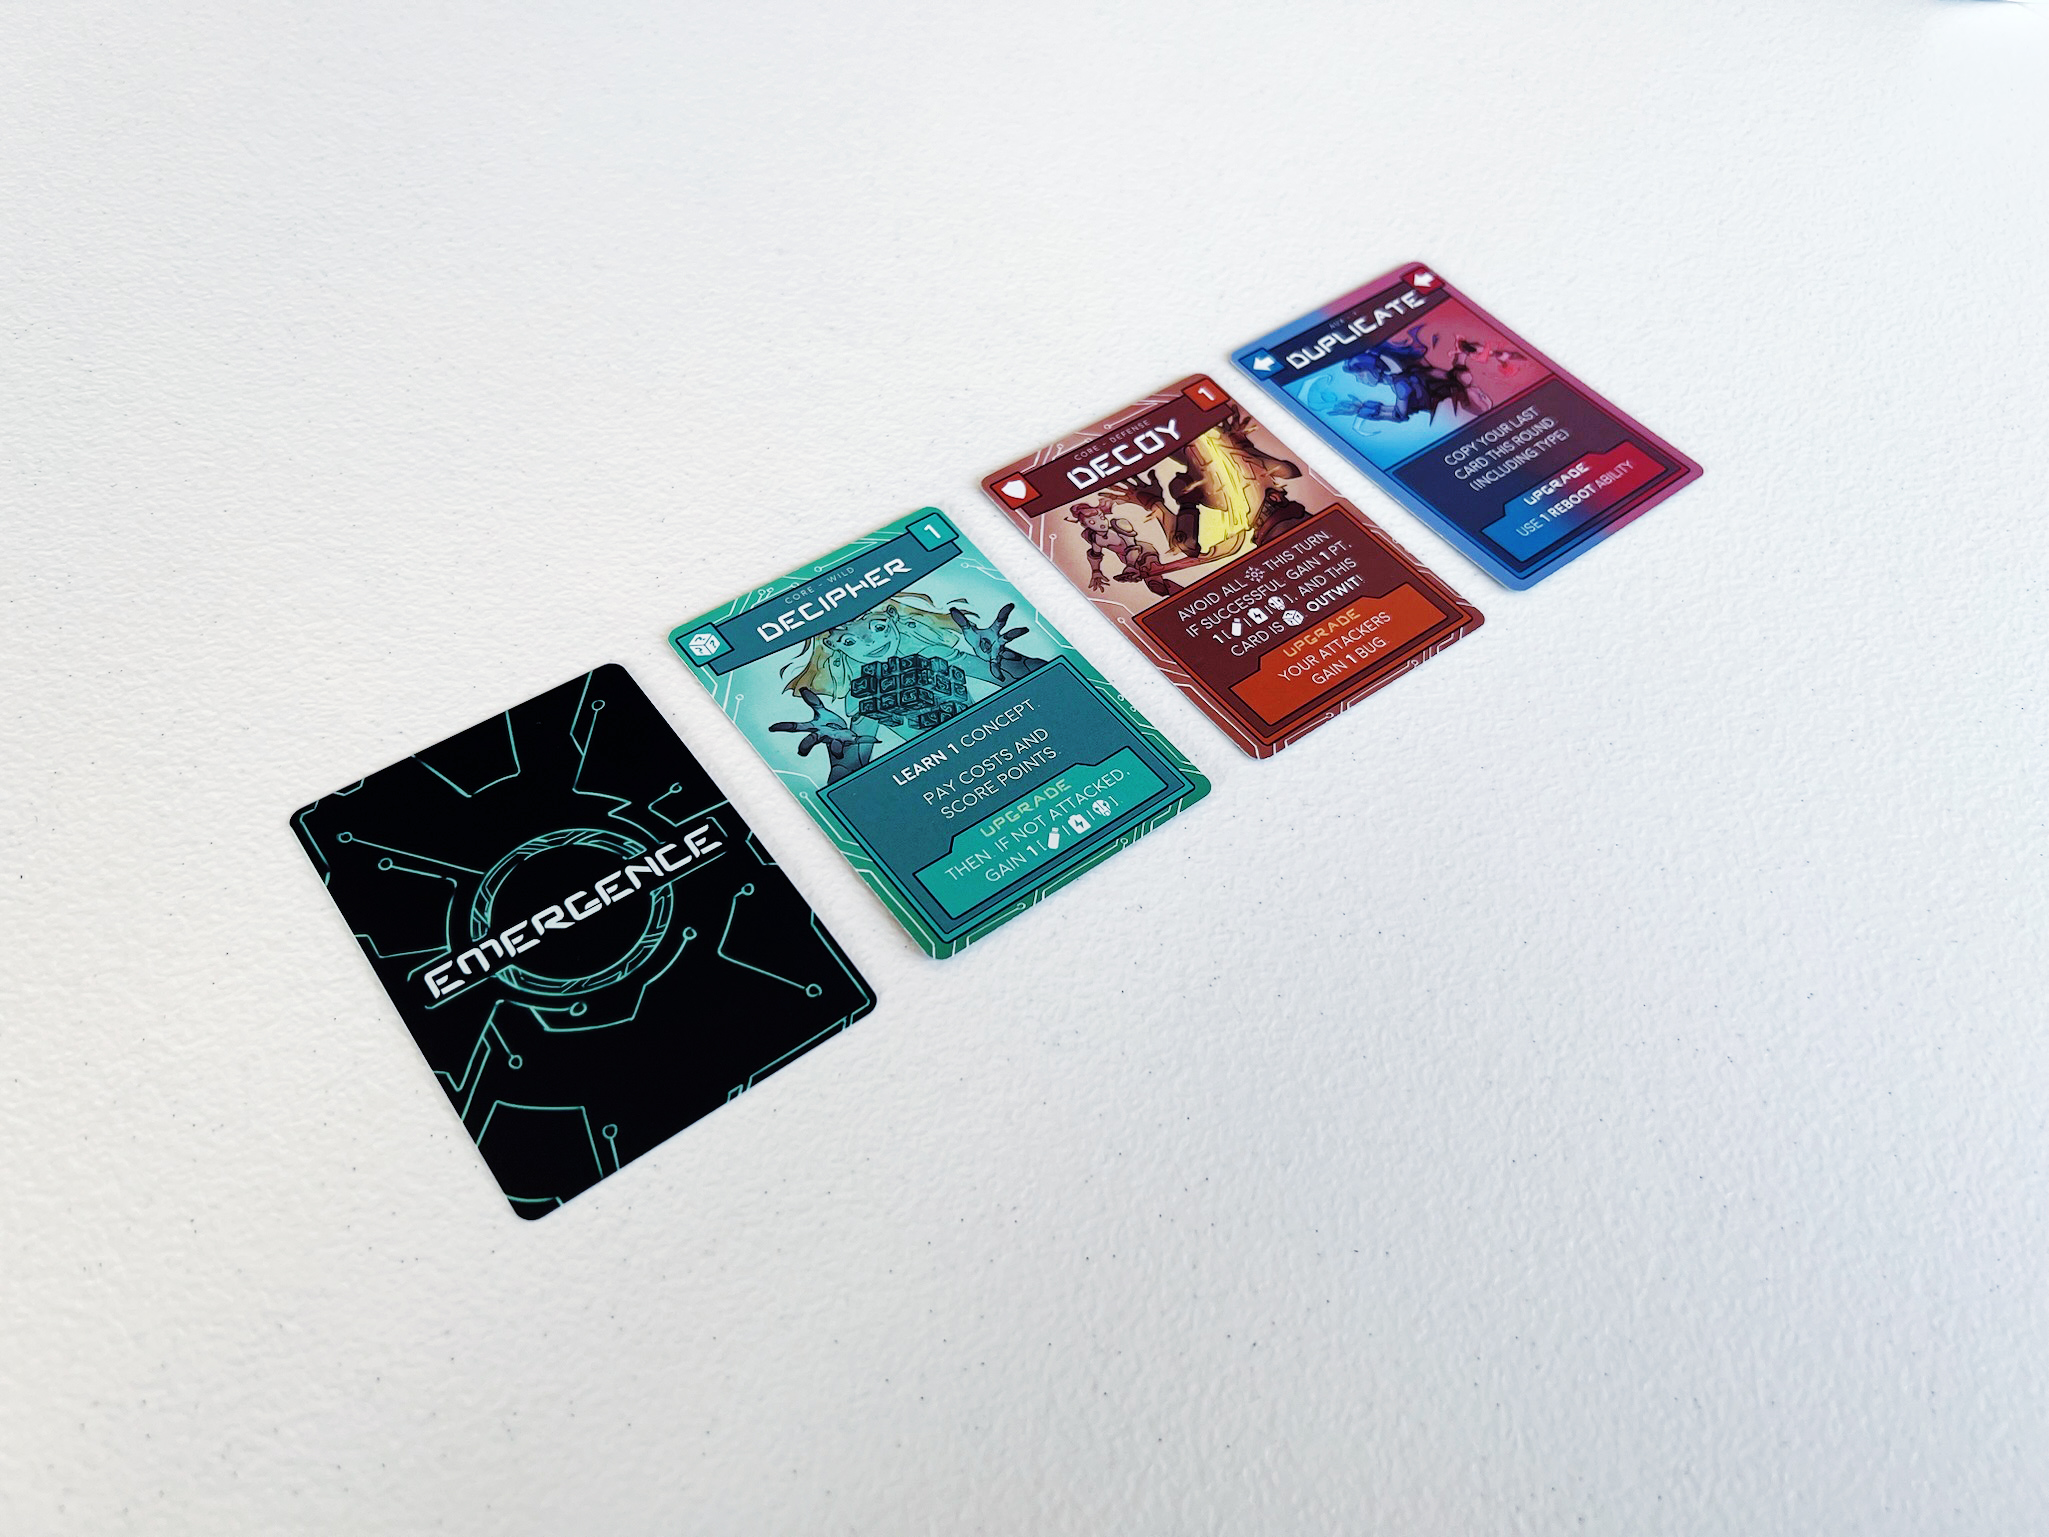 EMERGENCE
1
CORE - WILD
DECIPHER
LEARN 1 CONCEPT.
PAY COSTS AND
SCORE POINTS.
UPGRADE
THEN, IF NOT ATTACKED,
GAIN 1 [ | | ].
1
CORE - DEFENSE
DECOY
AVOID ALL THIS TURN.
IF SUCCESSFUL, GAIN 1 PT.,
1 [ | | ], AND THIS
CARD IS OUTWIT!
UPGRADE
YOUR ATTACKERS
GAIN 1 BUG.
DUPLICATE
COPY YOUR LAST
CARD THIS ROUND.
(INCLUDING TYPE)
UPGRADE
USE 1 REBOOT ABILITY